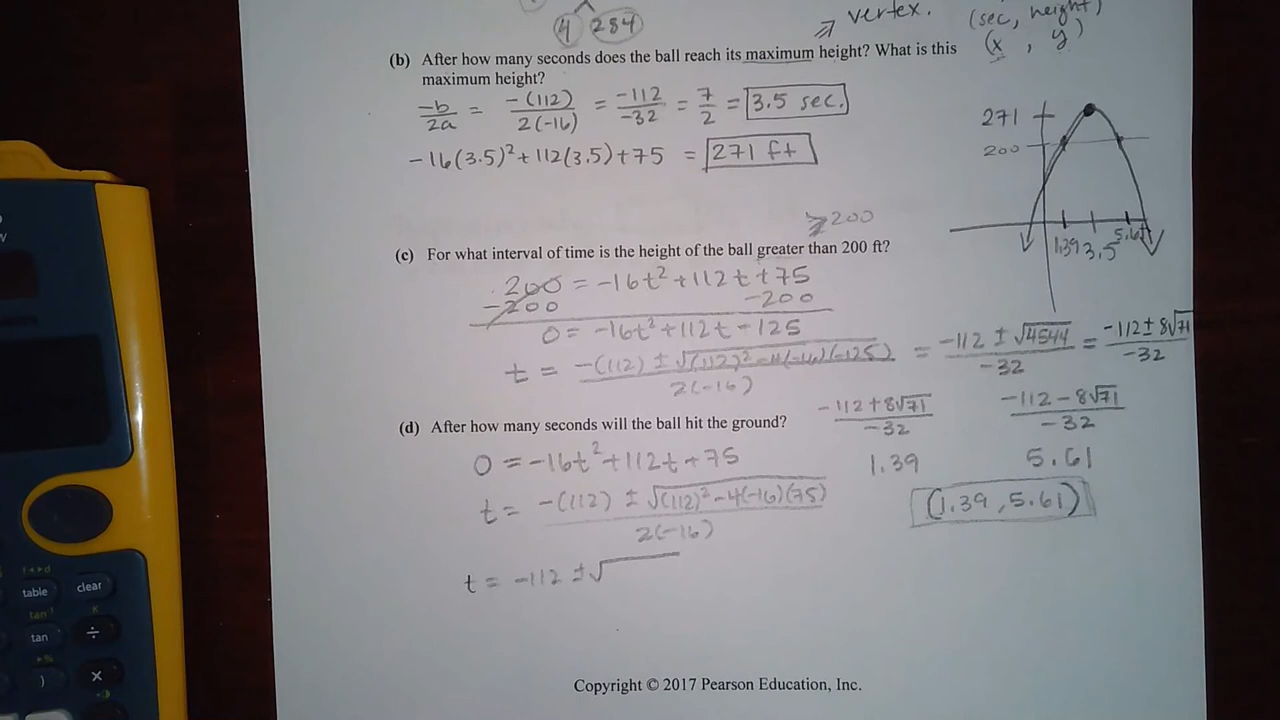 4 284
vertex.
(sec, height)
(x , y)
(b) After how many seconds does the ball reach its maximum height? What is this
maximum height?
-b/2a = -(112)/2(-16) = -112/-32 = 7/2 = 3.5 sec.
-16(3.5)²+112(3.5)+75 = 271 ft
271
200
1.39 3.5 5.61
≥200
(c) For what interval of time is the height of the ball greater than 200 ft?
200 = -16t²+112t+75
-200 -200
0 = -16t²+112t-125
t = -(112) ± √(112)²-4(-16)(-125) / 2(-16) = -112 ± √4544 / -32 = -112 ± 8√71 / -32
-112+8√71 / -32 -112-8√71 / -32
(d) After how many seconds will the ball hit the ground?
0 = -16t²+112t+75
1.39 5.61
t = -(112) ± √(112)²-4(-16)(75) / 2(-16)
(1.39, 5.61)
t = -112 ±√
table clear
tan⁻¹ K
tan ÷
) ×
Copyright © 2017 Pearson Education, Inc.